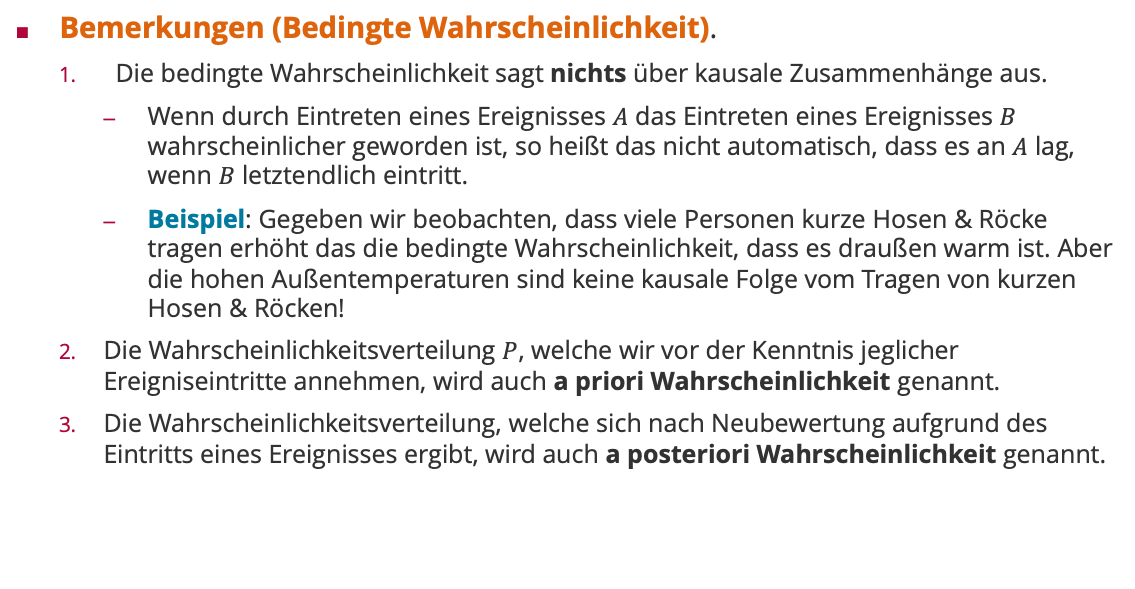 ▪ Bemerkungen (Bedingte Wahrscheinlichkeit).
1. Die bedingte Wahrscheinlichkeit sagt nichts über kausale Zusammenhänge aus.
– Wenn durch Eintreten eines Ereignisses A das Eintreten eines Ereignisses B
wahrscheinlicher geworden ist, so heißt das nicht automatisch, dass es an A lag,
wenn B letztendlich eintritt.
– Beispiel: Gegeben wir beobachten, dass viele Personen kurze Hosen & Röcke
tragen erhöht das die bedingte Wahrscheinlichkeit, dass es draußen warm ist. Aber
die hohen Außentemperaturen sind keine kausale Folge vom Tragen von kurzen
Hosen & Röcken!
2. Die Wahrscheinlichkeitsverteilung P, welche wir vor der Kenntnis jeglicher
Ereigniseintritte annehmen, wird auch a priori Wahrscheinlichkeit genannt.
3. Die Wahrscheinlichkeitsverteilung, welche sich nach Neubewertung aufgrund des
Eintritts eines Ereignisses ergibt, wird auch a posteriori Wahrscheinlichkeit genannt.